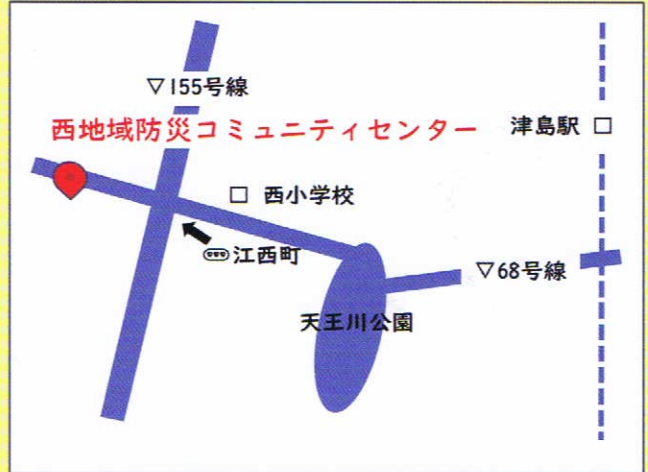 ▽155号線
西地域防災コミュニティセンター
津島駅 □
□ 西小学校
江西町
▽68号線
天王川公園